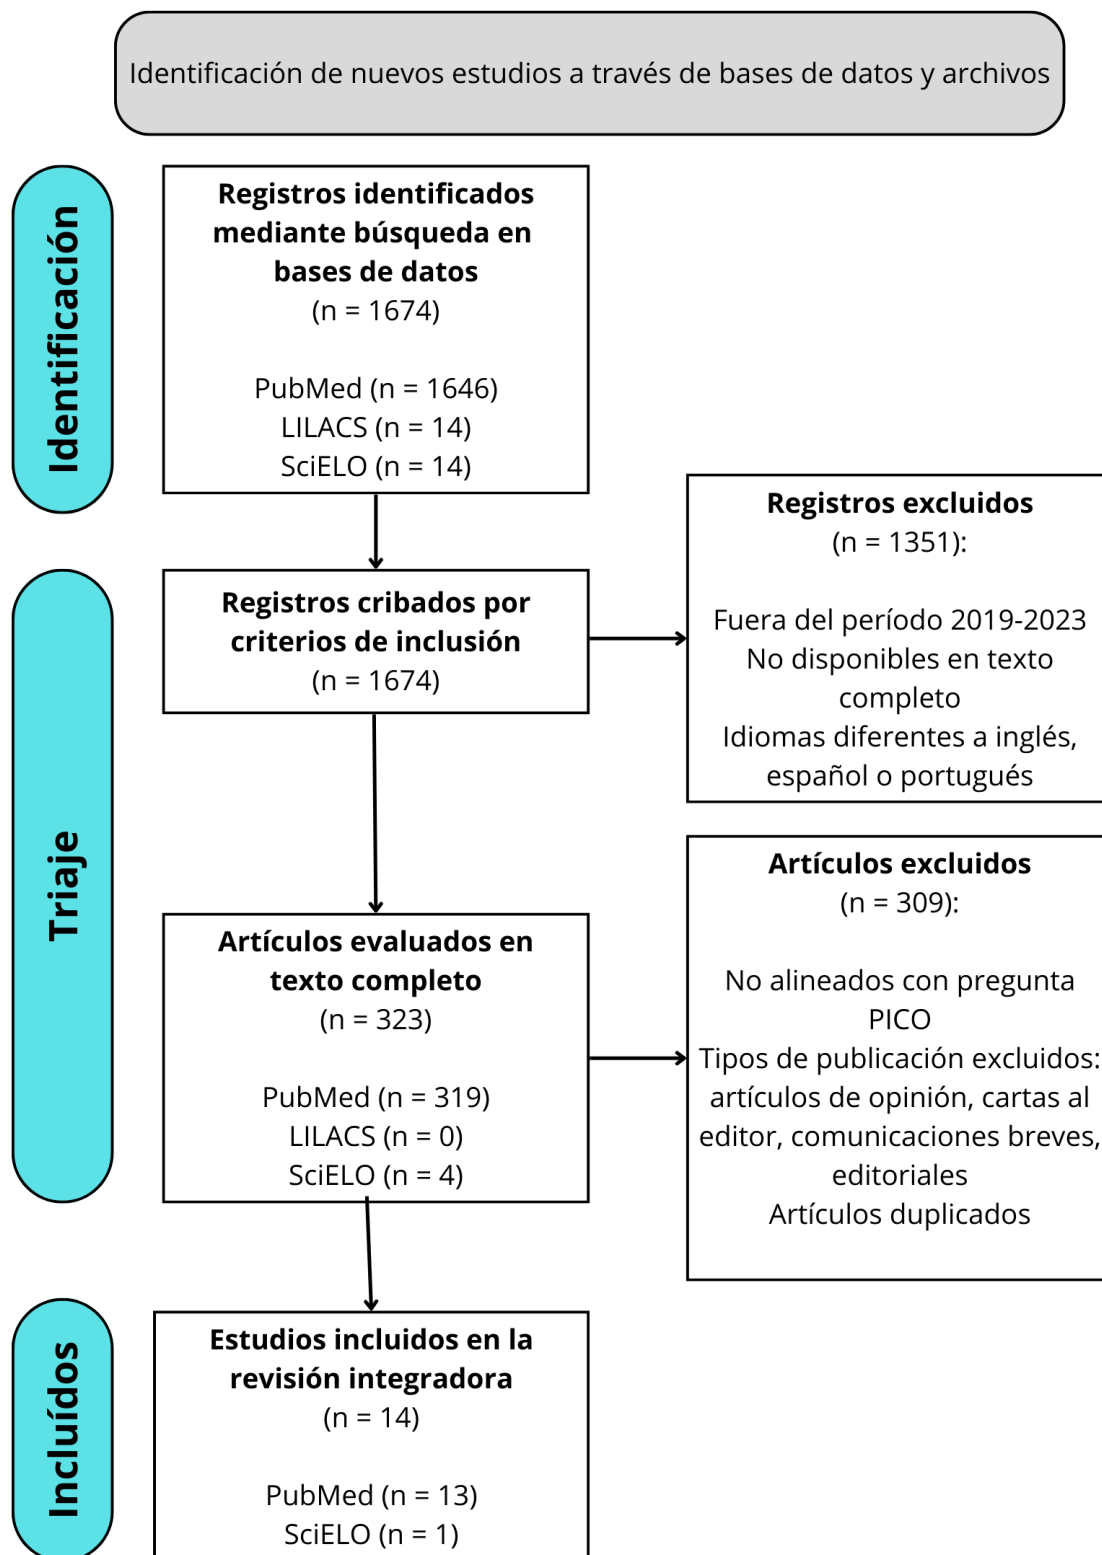 Identificación de nuevos estudios a través de bases de datos y archivos
Identificación
Registros identificados
mediante búsqueda en
bases de datos
(n = 1674)
PubMed (n = 1646)
LILACS (n = 14)
SciELO (n = 14)
Registros excluidos
(n = 1351):
Fuera del período 2019-2023
No disponibles en texto
completo
Idiomas diferentes a inglés,
español o portugués
Triaje
Registros cribados por
criterios de inclusión
(n = 1674)
Artículos evaluados en
texto completo
(n = 323)
PubMed (n = 319)
LILACS (n = 0)
SciELO (n = 4)
Artículos excluidos
(n = 309):
No alineados con pregunta
PICO
Tipos de publicación excluidos:
artículos de opinión, cartas al
editor, comunicaciones breves,
editoriales
Artículos duplicados
Incluídos
Estudios incluidos en la
revisión integradora
(n = 14)
PubMed (n = 13)
SciELO (n = 1)